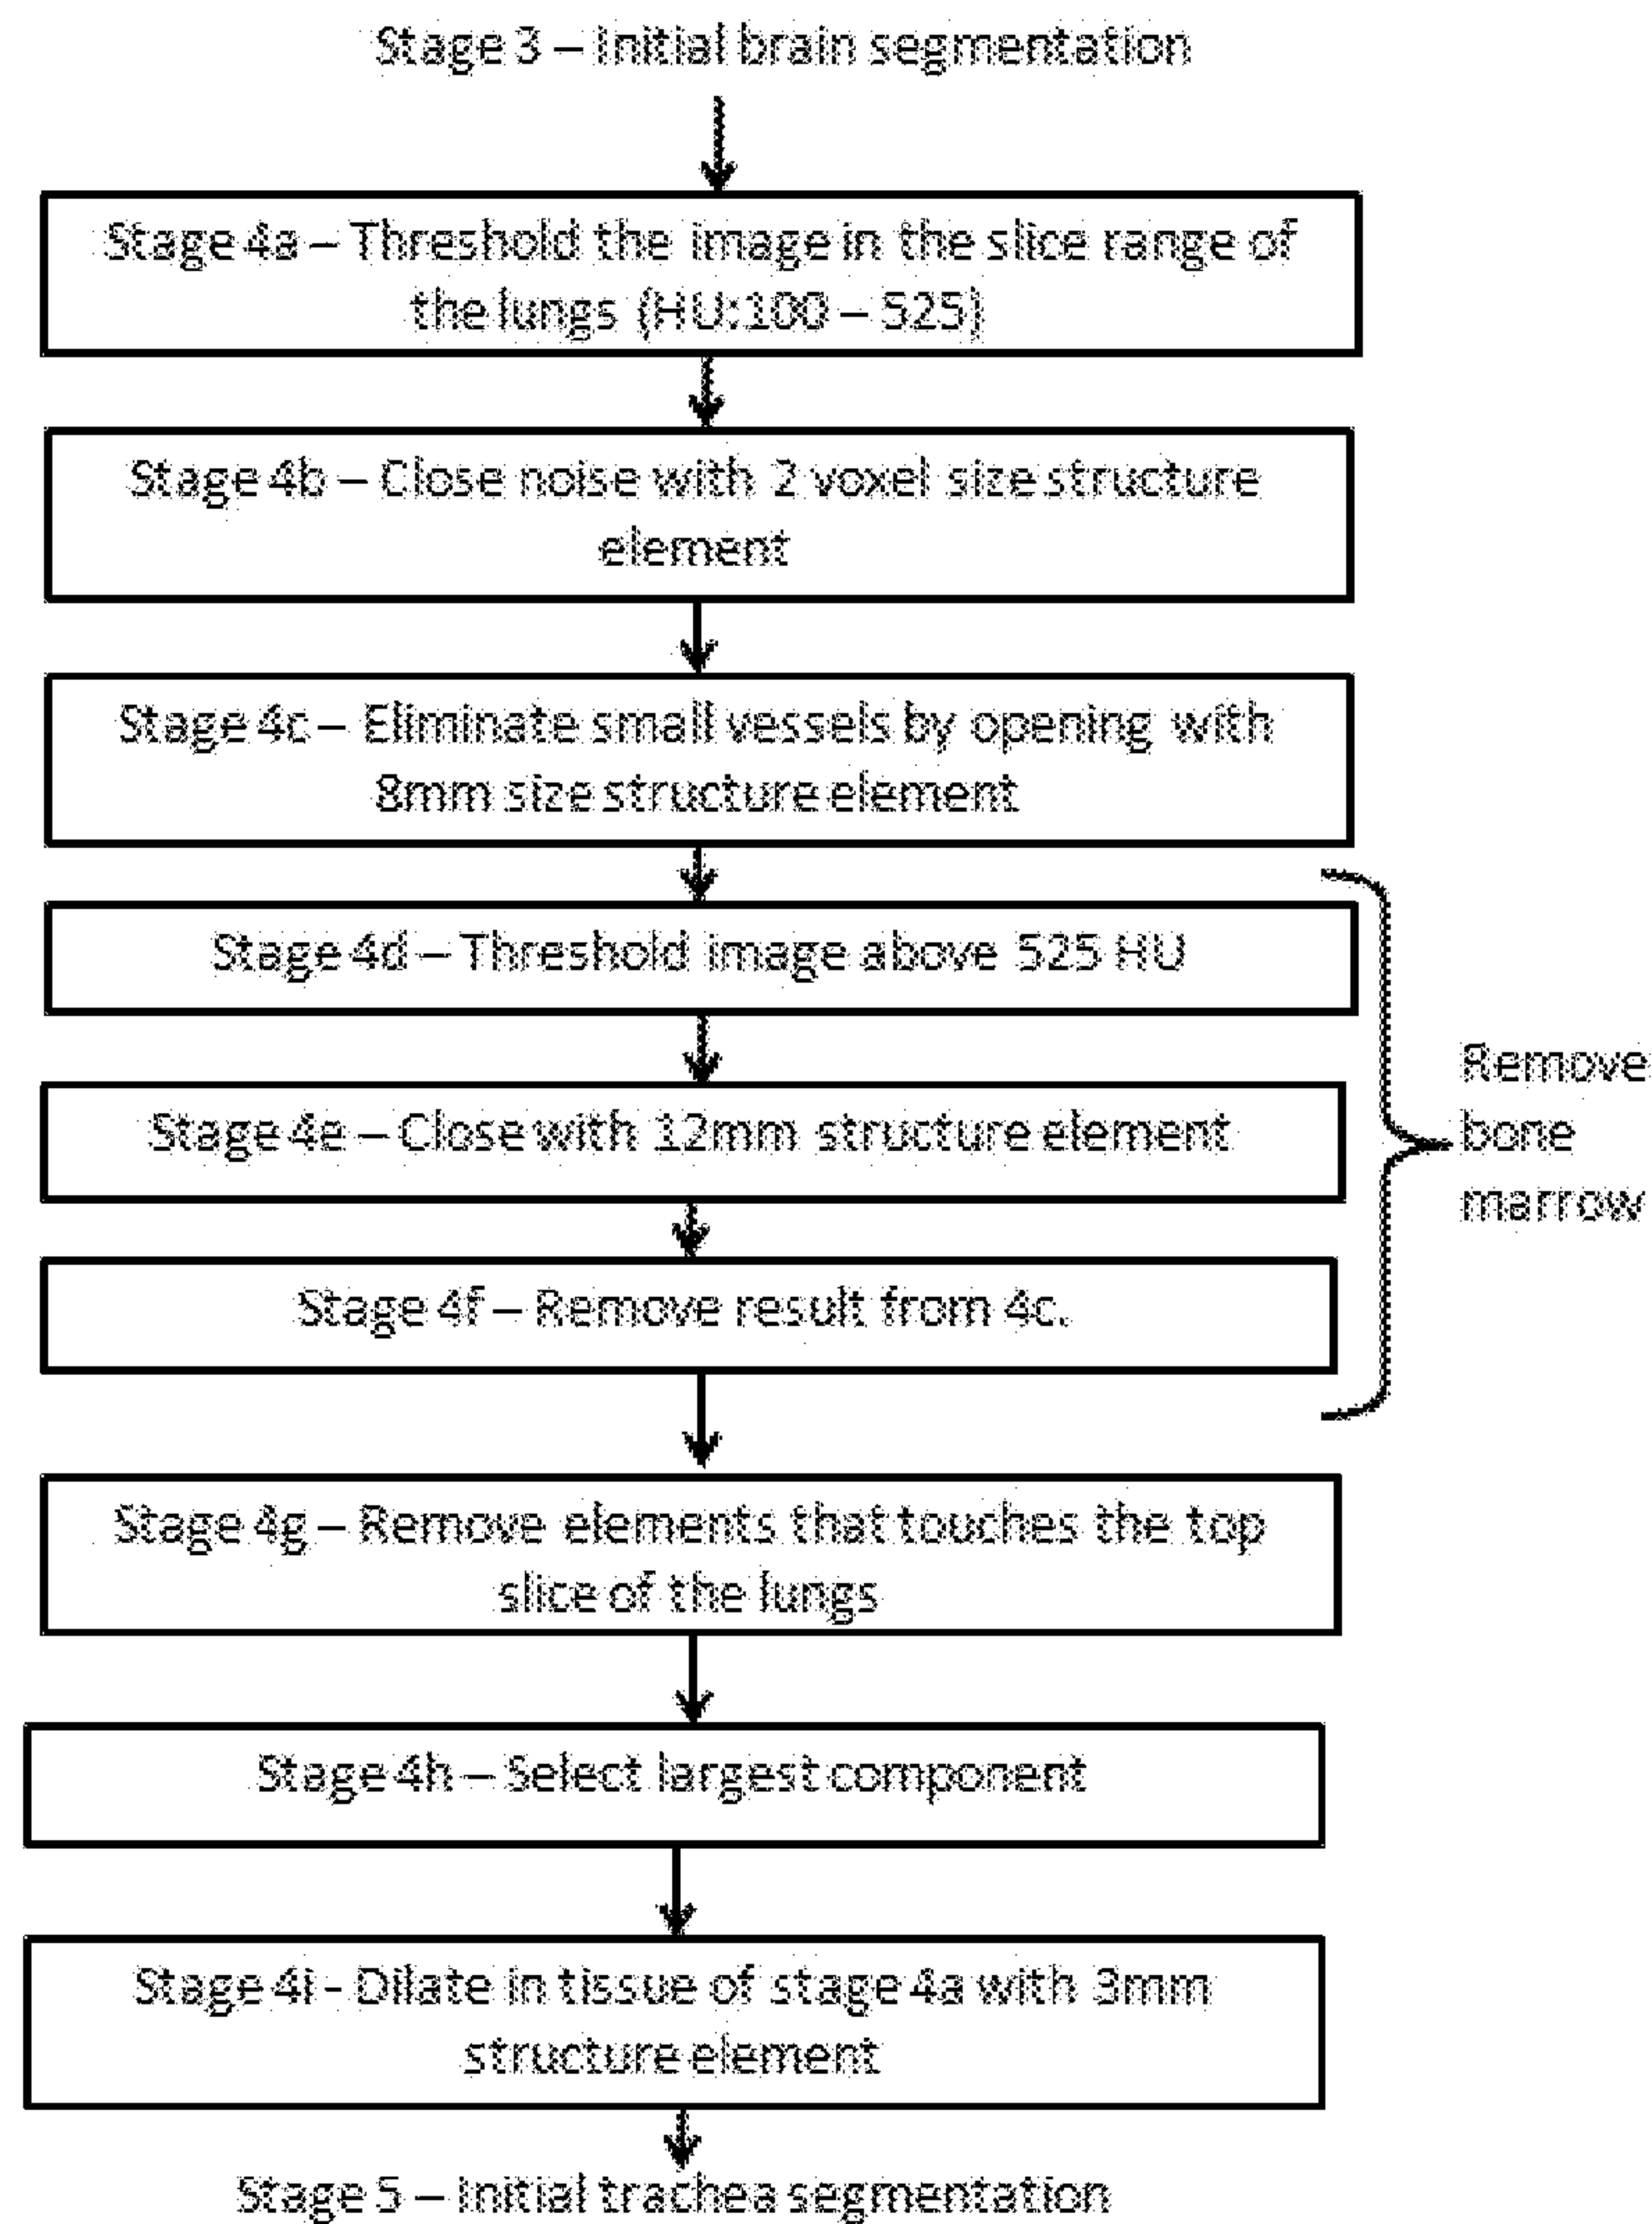 Stage 3 – Initial brain segmentation
Stage 4a – Threshold the image in the slice range of
the lungs (HU:100 – 525)
Stage 4b – Close noise with 2 voxel size structure
element
Stage 4c – Eliminate small vessels by opening with
8mm size structure element
Stage 4d – Threshold image above 525 HU
Stage 4e – Close with 12mm structure element
Stage 4f – Remove result from 4c.
Remove
bone
marrow
Stage 4g – Remove elements that touches the top
slice of the lungs
Stage 4h – Select largest component
Stage 4i - Dilate in tissue of stage 4a with 3mm
structure element
Stage 5 – Initial trachea segmentation